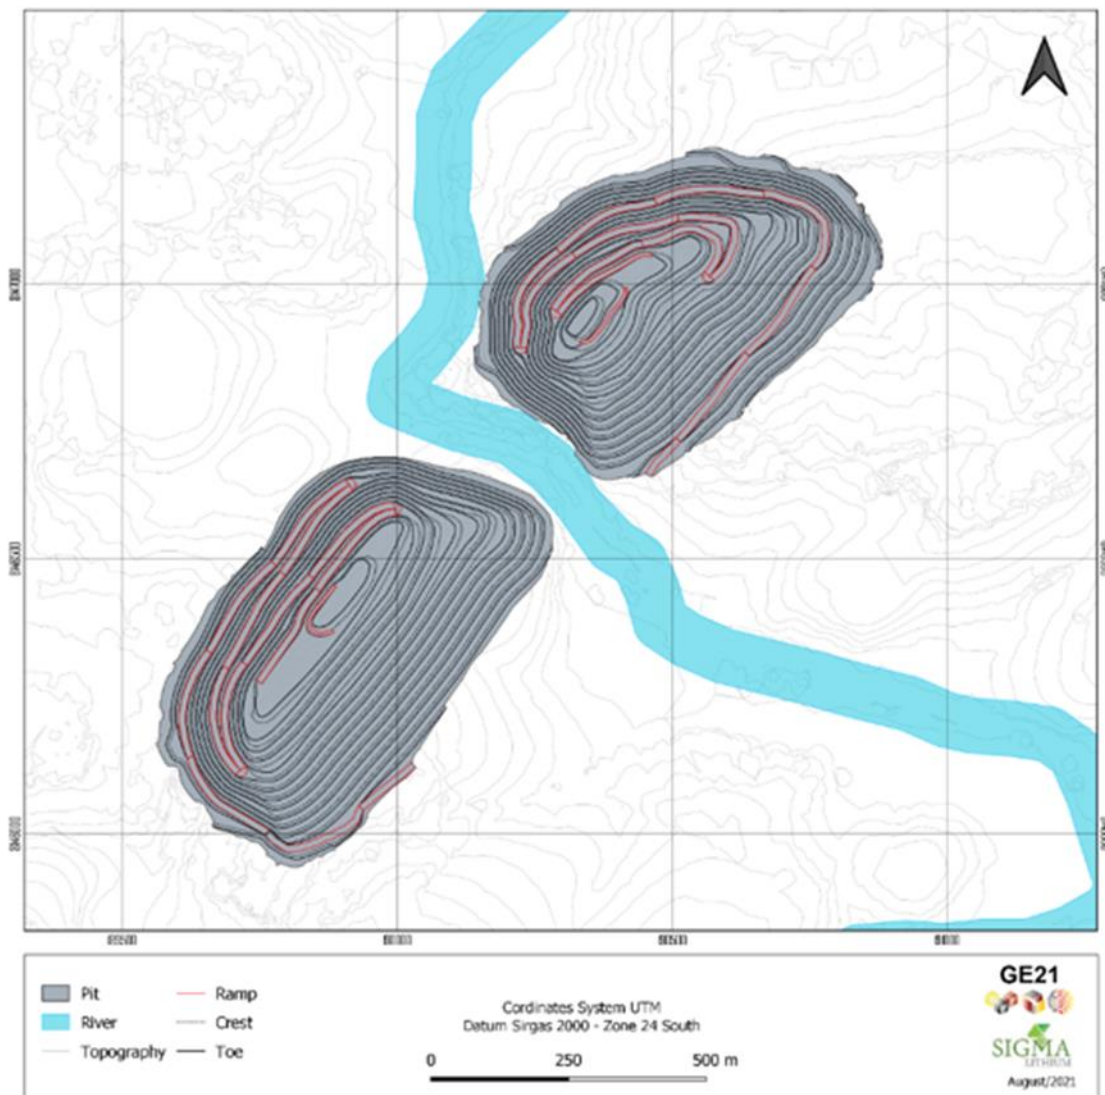 Pit
River
Topography
Ramp
Crest
Toe
Cordinates System UTM
Datum Sirgas 2000 - Zone 24 South
0 250 500 m
GE21
SIGMA
LITHIUM
August/2021